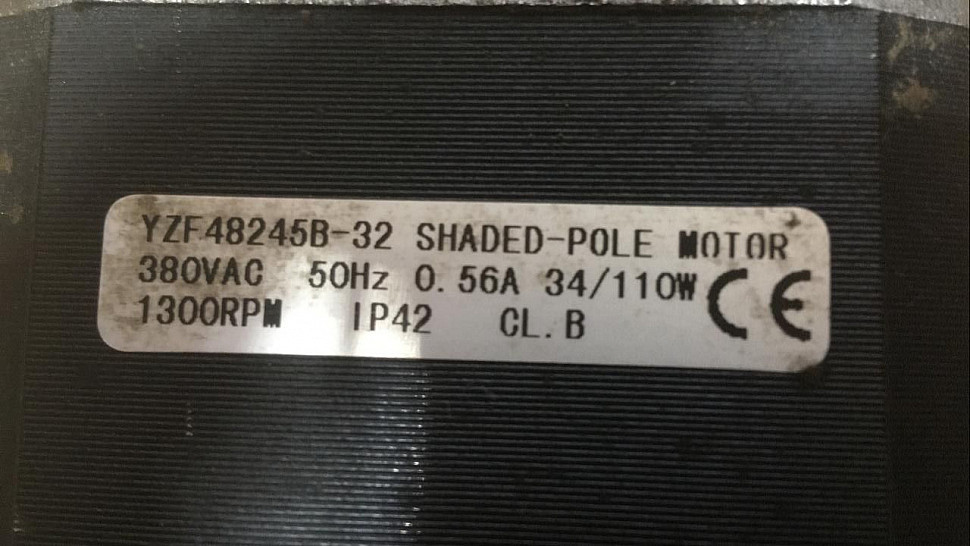 YZF48245B-32 SHADED-POLE MOTOR
380VAC 50Hz 0.56A 34/110W CE
1300RPM IP42 CL.B